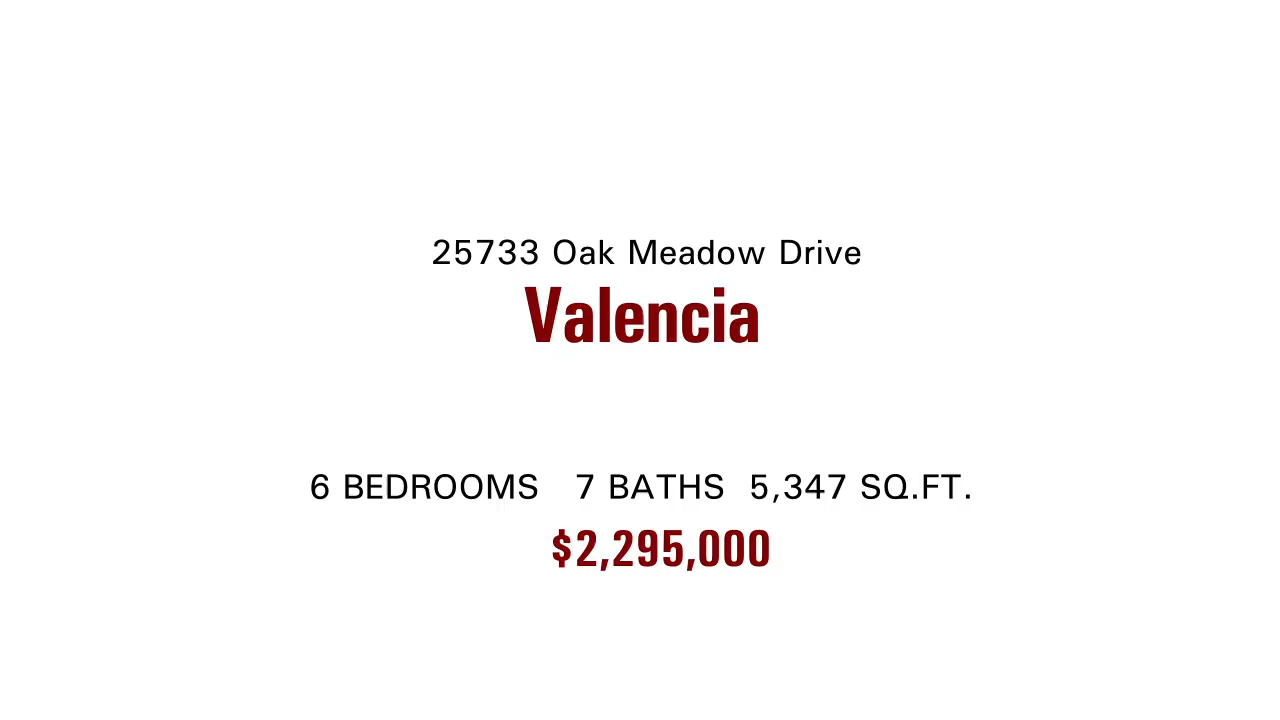 25733 Oak Meadow Drive
Valencia
6 BEDROOMS 7 BATHS 5,347 SQ.FT.
$2,295,000